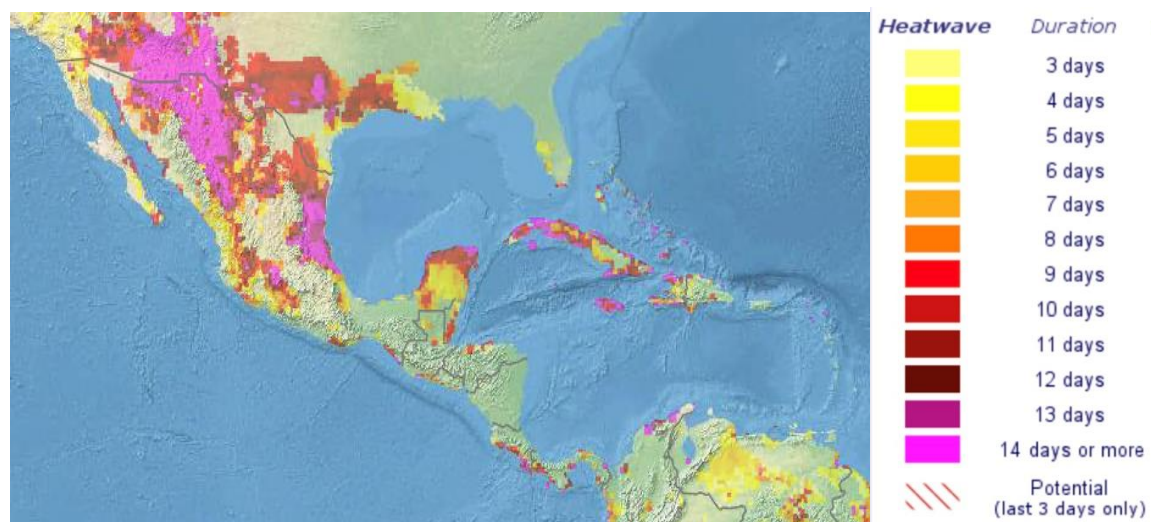 Heatwave Duration
3 days
4 days
5 days
6 days
7 days
8 days
9 days
10 days
11 days
12 days
13 days
14 days or more
Potential
(last 3 days only)